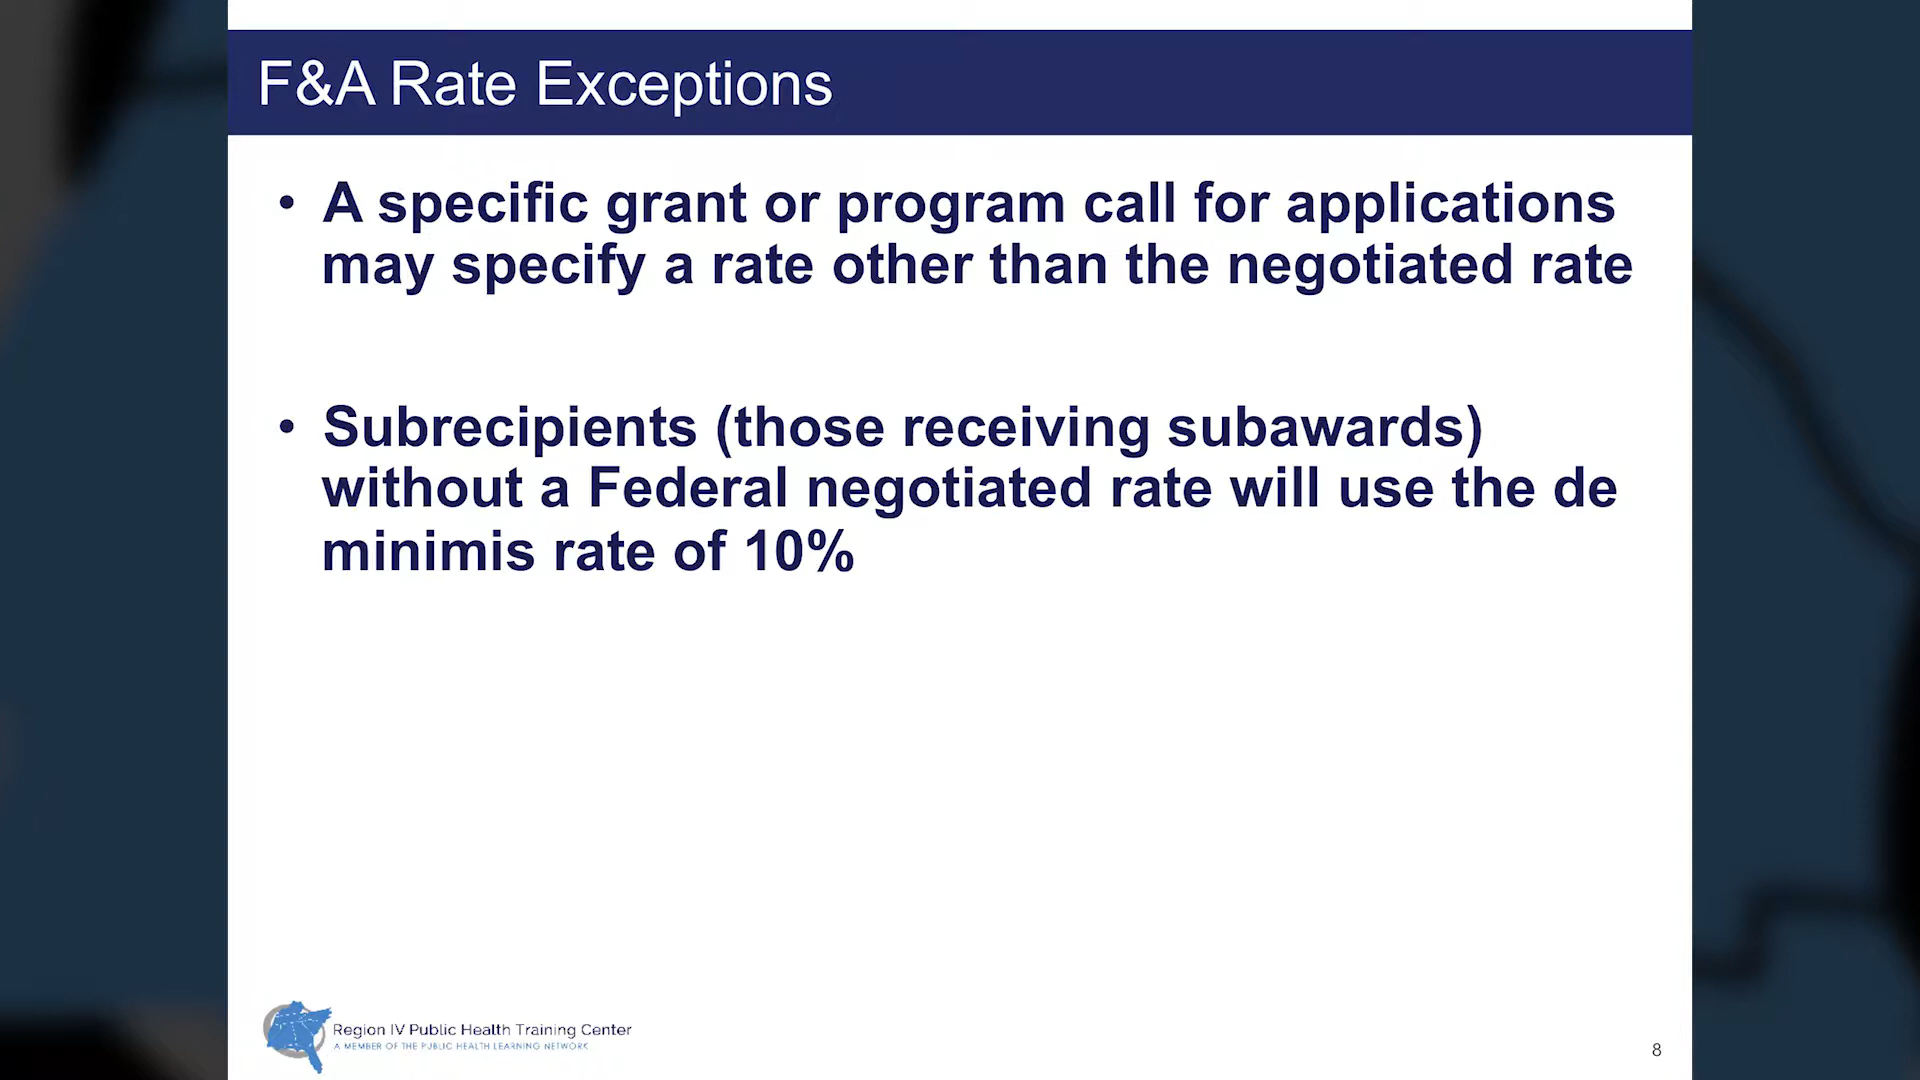 F&A Rate Exceptions
• A specific grant or program call for applications
may specify a rate other than the negotiated rate
• Subrecipients (those receiving subawards)
without a Federal negotiated rate will use the de
minimis rate of 10%
Region IV Public Health Training Center
A MEMBER OF THE PUBLIC HEALTH LEARNING NETWORK
8